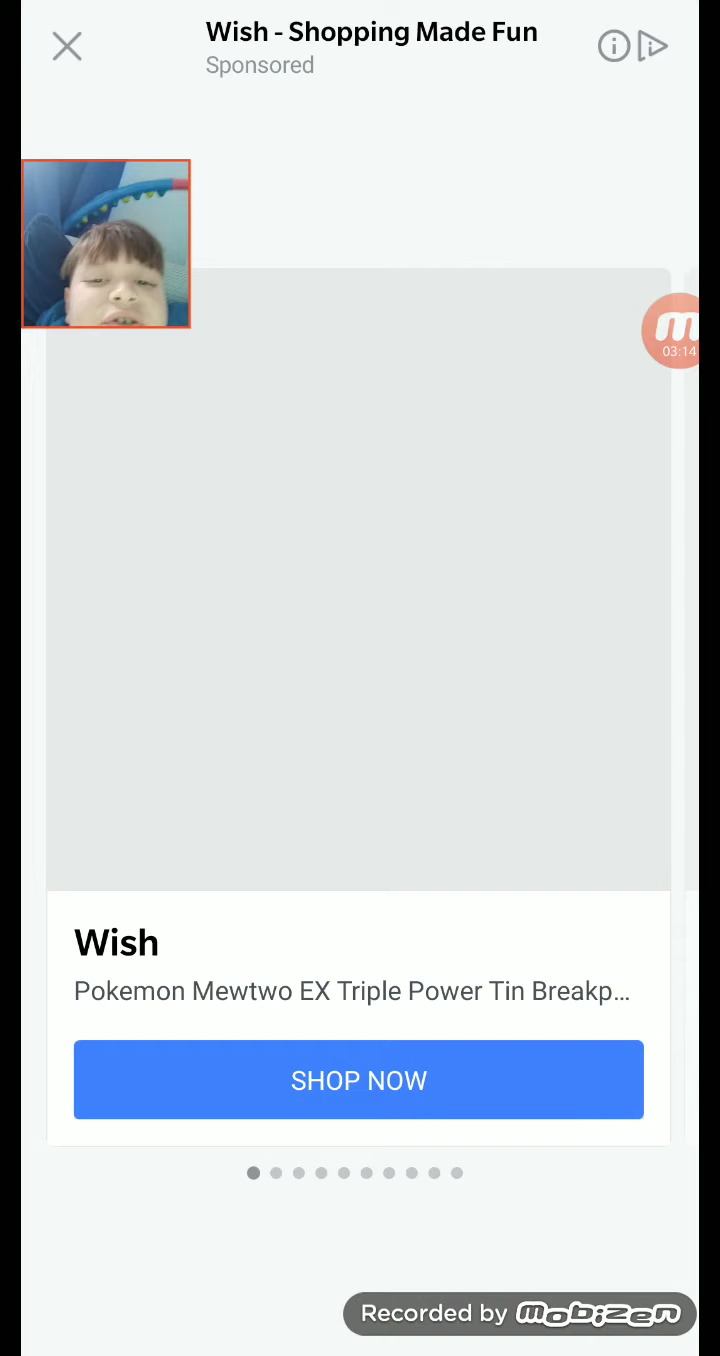 Wish - Shopping Made Fun
Sponsored
03:14
Wish
Pokemon Mewtwo EX Triple Power Tin Breakp...
SHOP NOW
Recorded by mobizen